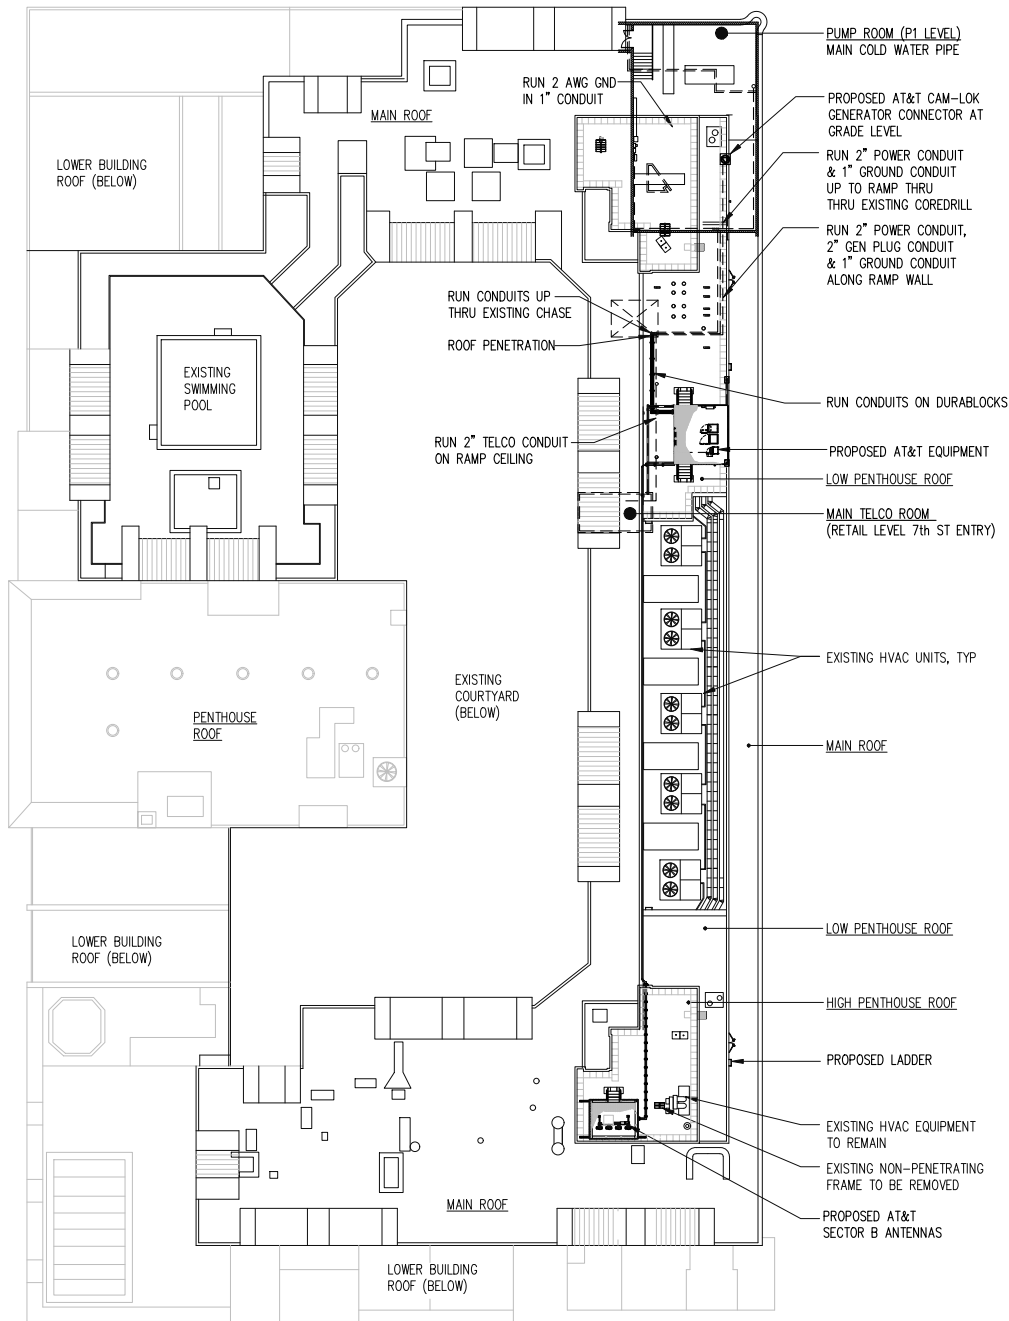 PUMP ROOM (P1 LEVEL)
MAIN COLD WATER PIPE
RUN 2 AWG GND
IN 1" CONDUIT
MAIN ROOF
PROPOSED AT&T CAM-LOK
GENERATOR CONNECTOR AT
GRADE LEVEL
LOWER BUILDING
ROOF (BELOW)
RUN 2" POWER CONDUIT
& 1" GROUND CONDUIT
UP TO RAMP THRU
THRU EXISTING COREDRILL
RUN 2" POWER CONDUIT,
2" GEN PLUG CONDUIT
& 1" GROUND CONDUIT
ALONG RAMP WALL
RUN CONDUITS UP
THRU EXISTING CHASE
ROOF PENETRATION
EXISTING
SWIMMING
POOL
RUN CONDUITS ON DURABLOCKS
RUN 2" TELCO CONDUIT
ON RAMP CEILING
PROPOSED AT&T EQUIPMENT
LOW PENTHOUSE ROOF
MAIN TELCO ROOM
(RETAIL LEVEL 7th ST ENTRY)
EXISTING HVAC UNITS, TYP
EXISTING
COURTYARD
(BELOW)
PENTHOUSE
ROOF
MAIN ROOF
LOWER BUILDING
ROOF (BELOW)
LOW PENTHOUSE ROOF
HIGH PENTHOUSE ROOF
PROPOSED LADDER
EXISTING HVAC EQUIPMENT
TO REMAIN
EXISTING NON-PENETRATING
FRAME TO BE REMOVED
MAIN ROOF
PROPOSED AT&T
SECTOR B ANTENNAS
LOWER BUILDING
ROOF (BELOW)